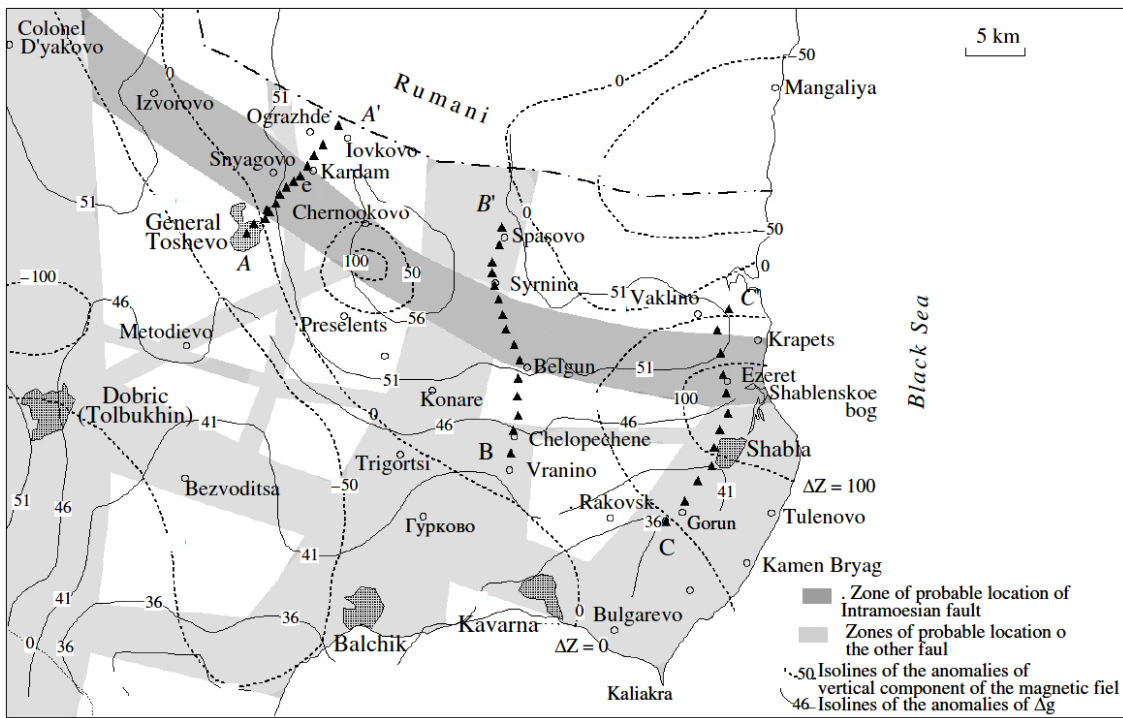 Colonel
D'yakovo
5 km
0
50
Rumani
0
Mangaliya
Izvorovo
51
Ograzhde
A'
Iovkovo
Snyagovo
Kardam
e
51
B'
0
General
Toshevo
Chernookovo
50
Spasovo
A
0
−100
100
50
Syrnino
51
Vaklino
C'
46
56
Black Sea
Metodievo
Preselents
Krapets
Belgun
51
51
Ezeret
Dobric
(Tolbukhin)
Konare
100
Shablenskoe
bog
41
0
46
46
Chelopechene
Shabla
Trigortsi
B
Vranino
−50
Bezvoditsa
41
ΔZ = 100
51
46
Rakovsk
Гурково
36
Gorun
Tulenovo
C
41
41
Kamen Bryag
41
36
36
. Zone of probable location of
Intramoesian fault
0
Kavarna
0
Bulgarevo
0
36
Balchik
ΔZ = 0
Zones of probable location o
the other faul
Kaliakra
−50 Isolines of the anomalies of
vertical component of the magnetic fiel
46 Isolines of the anomalies of Δg